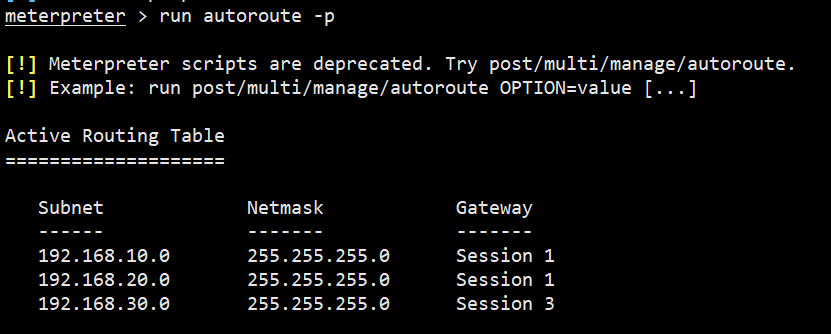 meterpreter > run autoroute -p
[!] Meterpreter scripts are deprecated. Try post/multi/manage/autoroute.
[!] Example: run post/multi/manage/autoroute OPTION=value [...]
Active Routing Table
====================
Subnet Netmask Gateway
------ ------- -------
192.168.10.0 255.255.255.0 Session 1
192.168.20.0 255.255.255.0 Session 1
192.168.30.0 255.255.255.0 Session 3